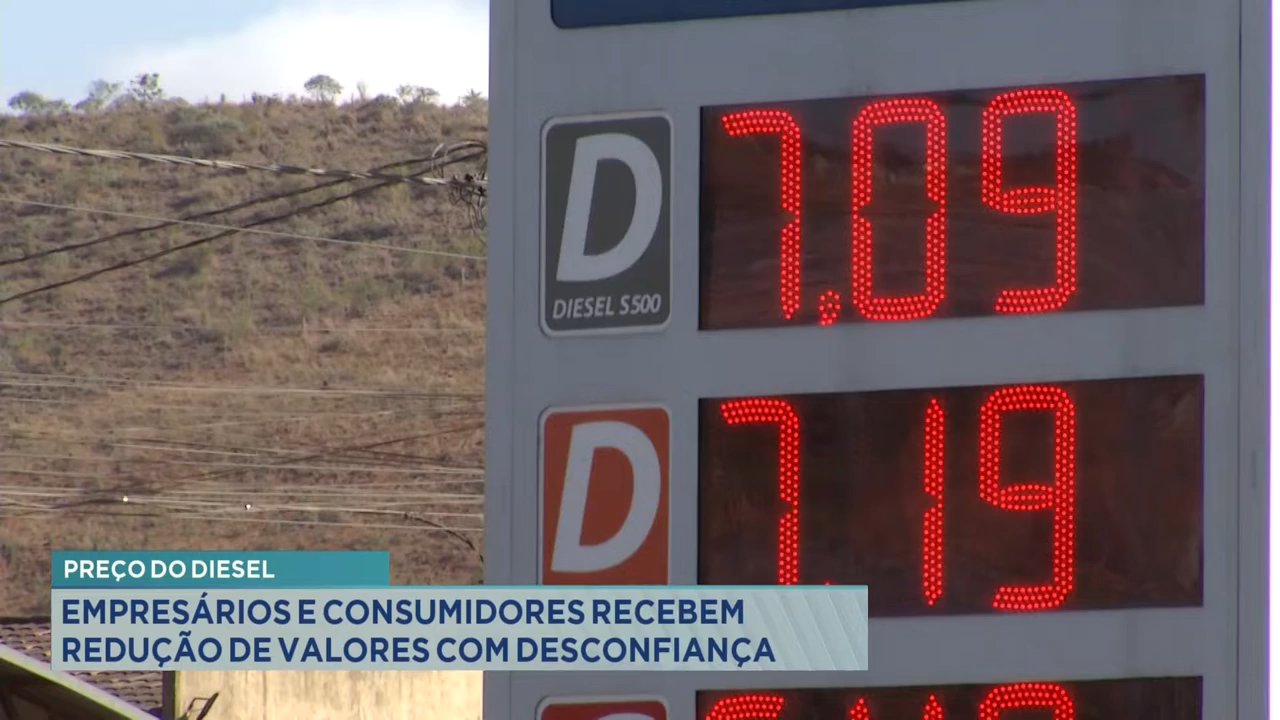 D
DIESEL S500
7.09
D
7.19
PREÇO DO DIESEL
EMPRESÁRIOS E CONSUMIDORES RECEBEM
REDUÇÃO DE VALORES COM DESCONFIANÇA